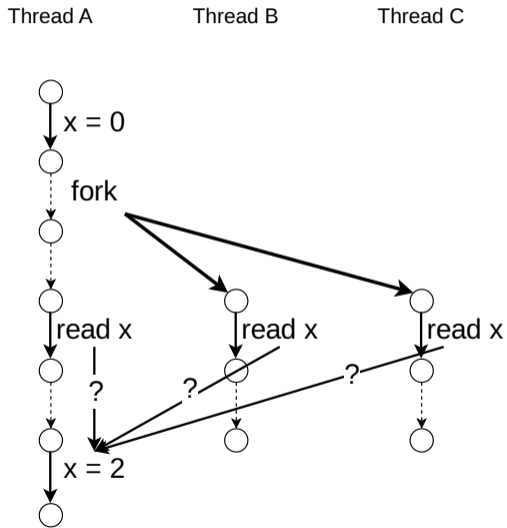 Thread A Thread B Thread C
x = 0
fork
read x read x read x
? ? ?
x = 2